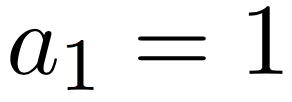 a₁ = 1